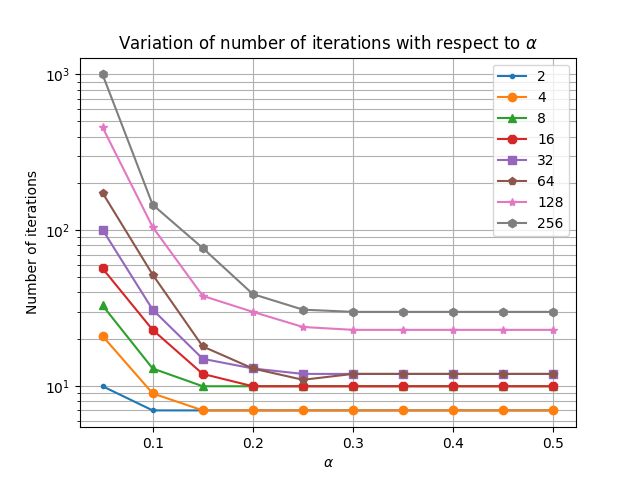 Variation of number of iterations with respect to α
Number of iterations
10³
10²
10¹
0.1 0.2 0.3 0.4 0.5
α
2
4
8
16
32
64
128
256